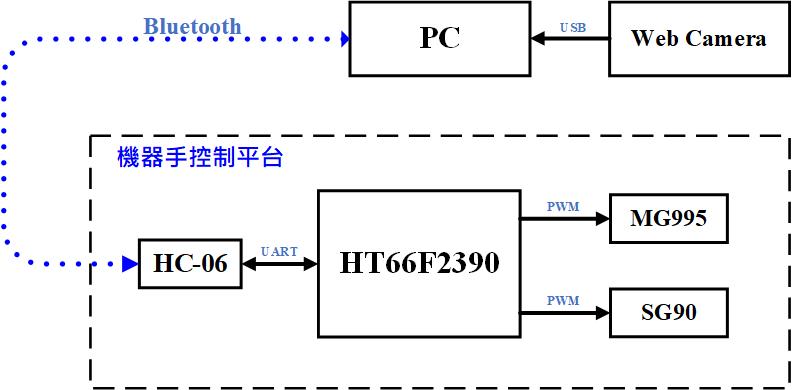 Bluetooth
PC
USB
Web Camera
機器手控制平台
HC-06
UART
HT66F2390
PWM
MG995
PWM
SG90